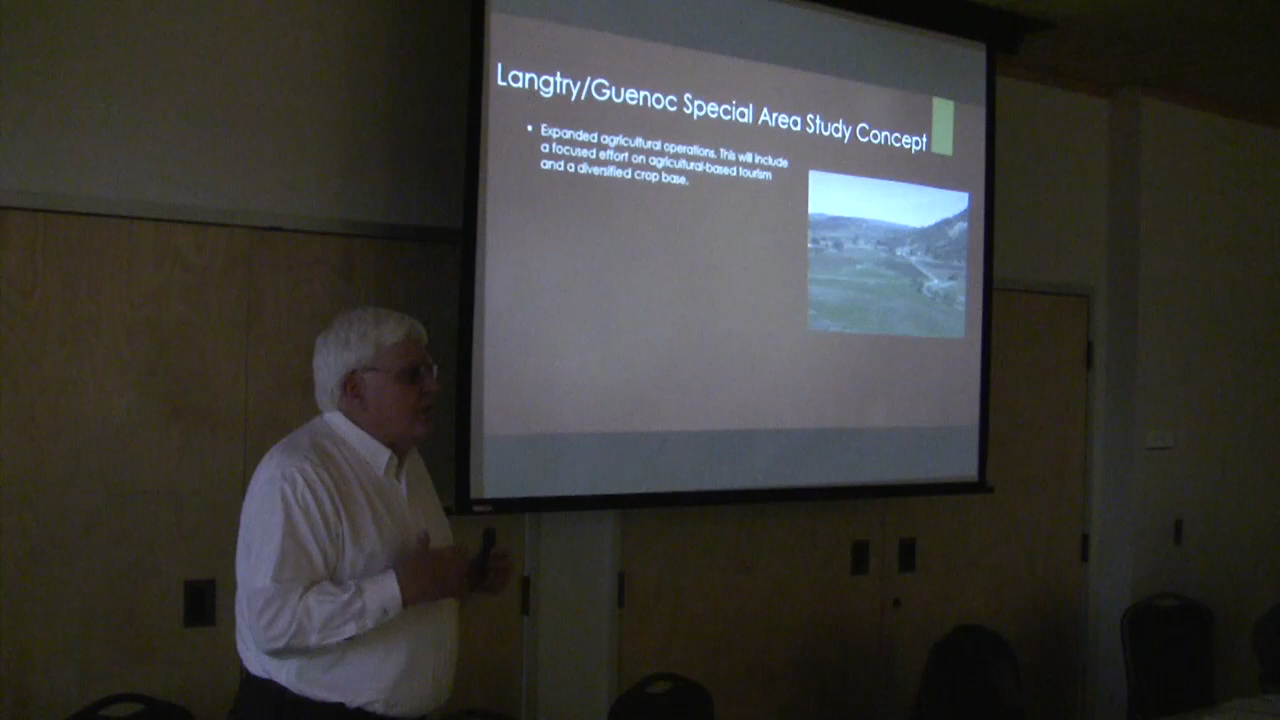 Langtry/Guenoc Special Area Study Concept
• Expanded agricultural operations. This will include
a focused effort on agricultural-based tourism
and a diversified crop base.